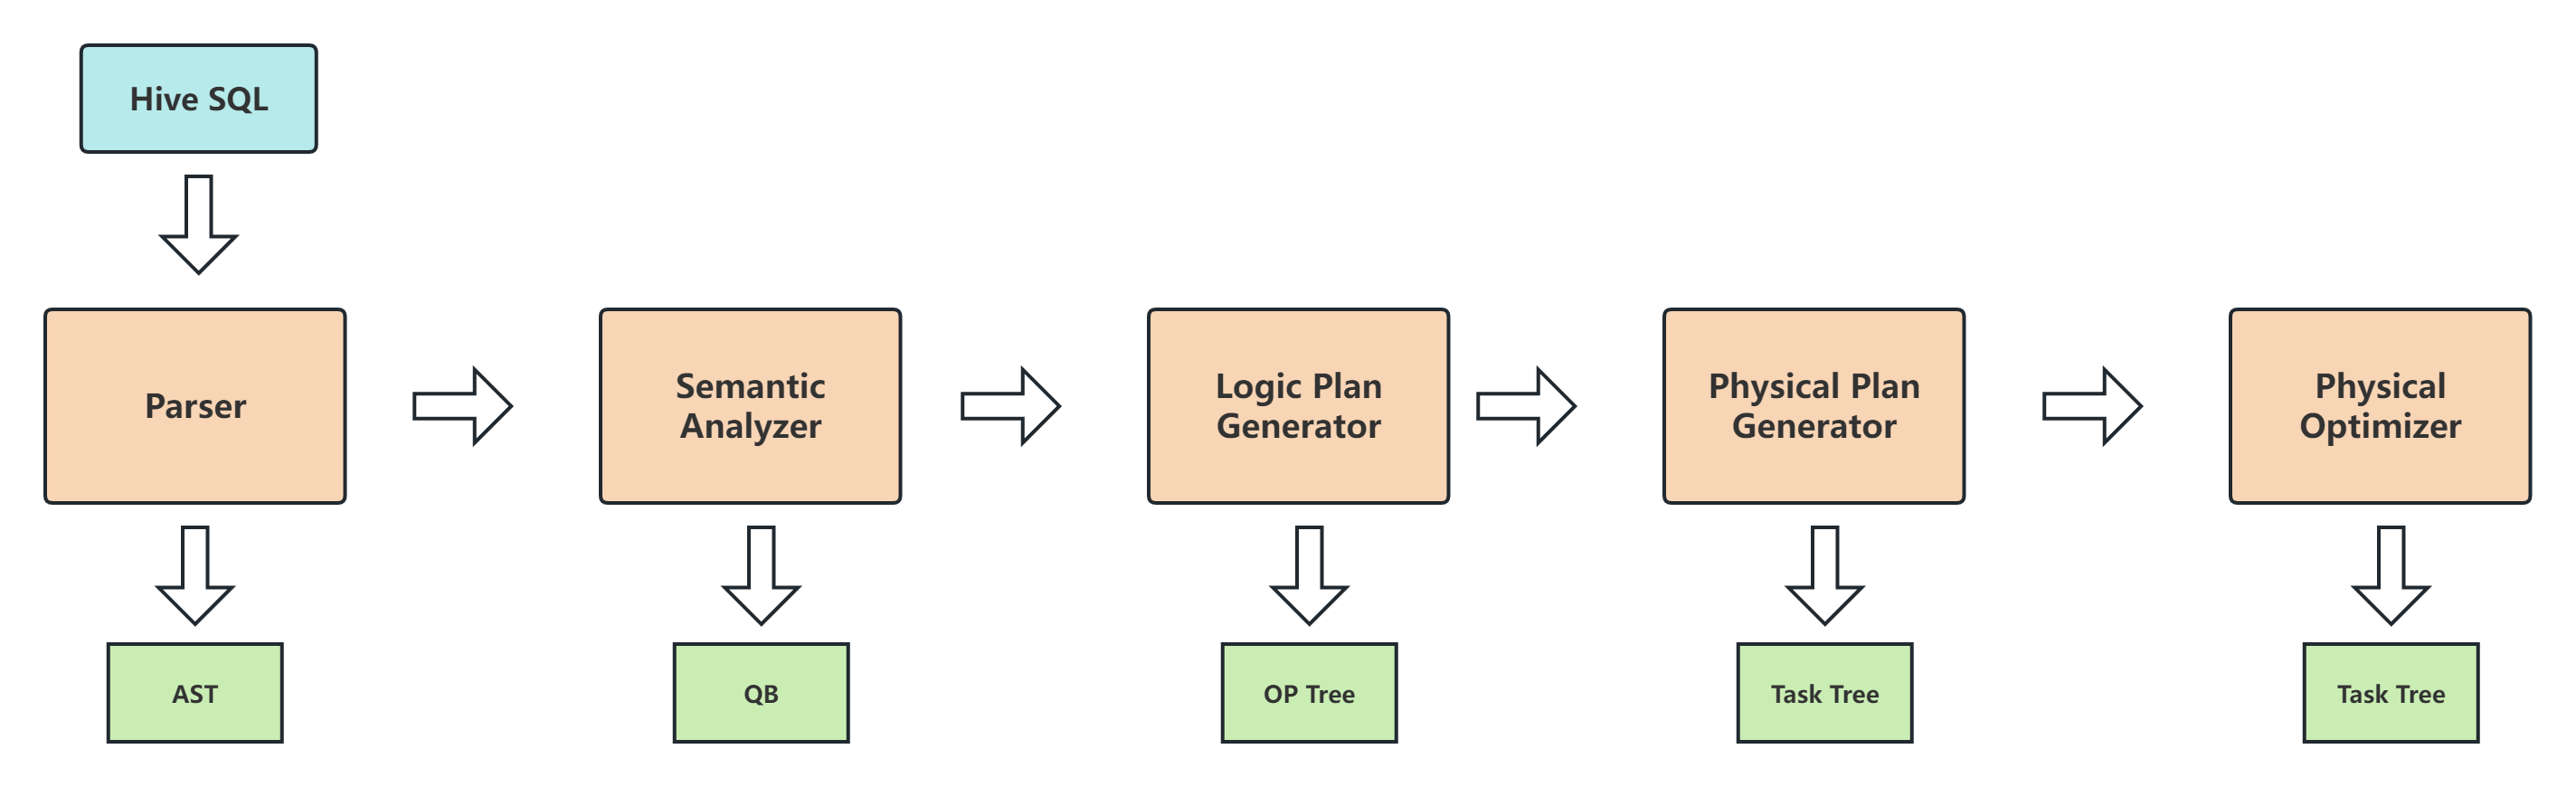 Hive SQL
Parser
Semantic
Analyzer
Logic Plan
Generator
Physical Plan
Generator
Physical
Optimizer
AST
QB
OP Tree
Task Tree
Task Tree